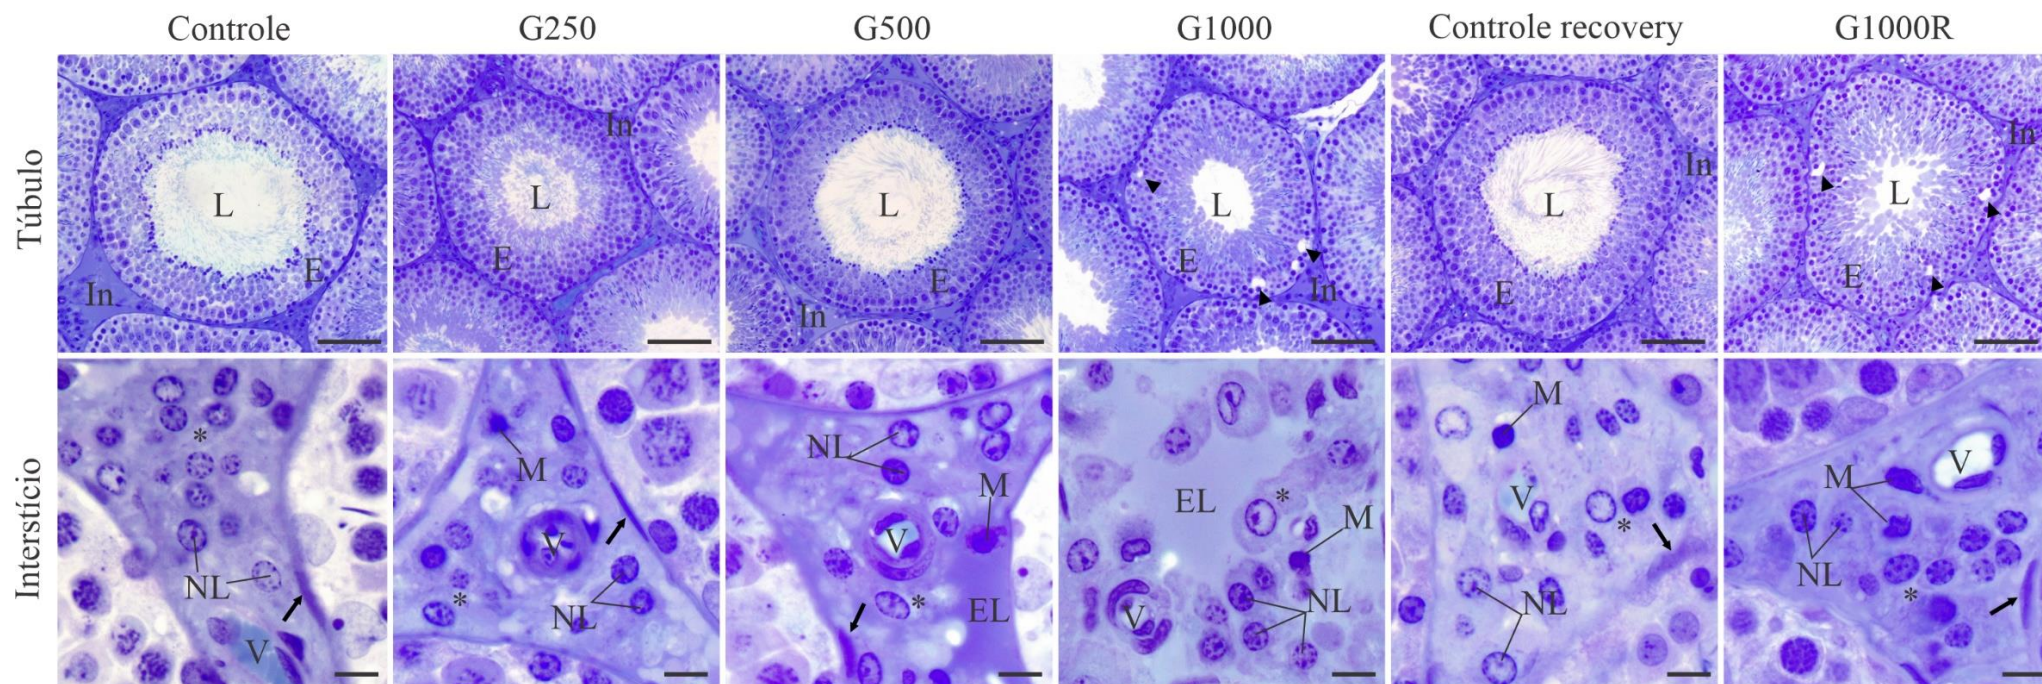 Controle
G250
G500
G1000
Controle recovery
G1000R
Túbulo
L
E
In
In
L
E
L
E
In
L
E
In
In
L
E
In
L
E
Interstício
*
NL
V
M
V
*
NL
NL
M
V
*
EL
EL
*
M
V
NL
M
V
*
NL
V
M
NL
*